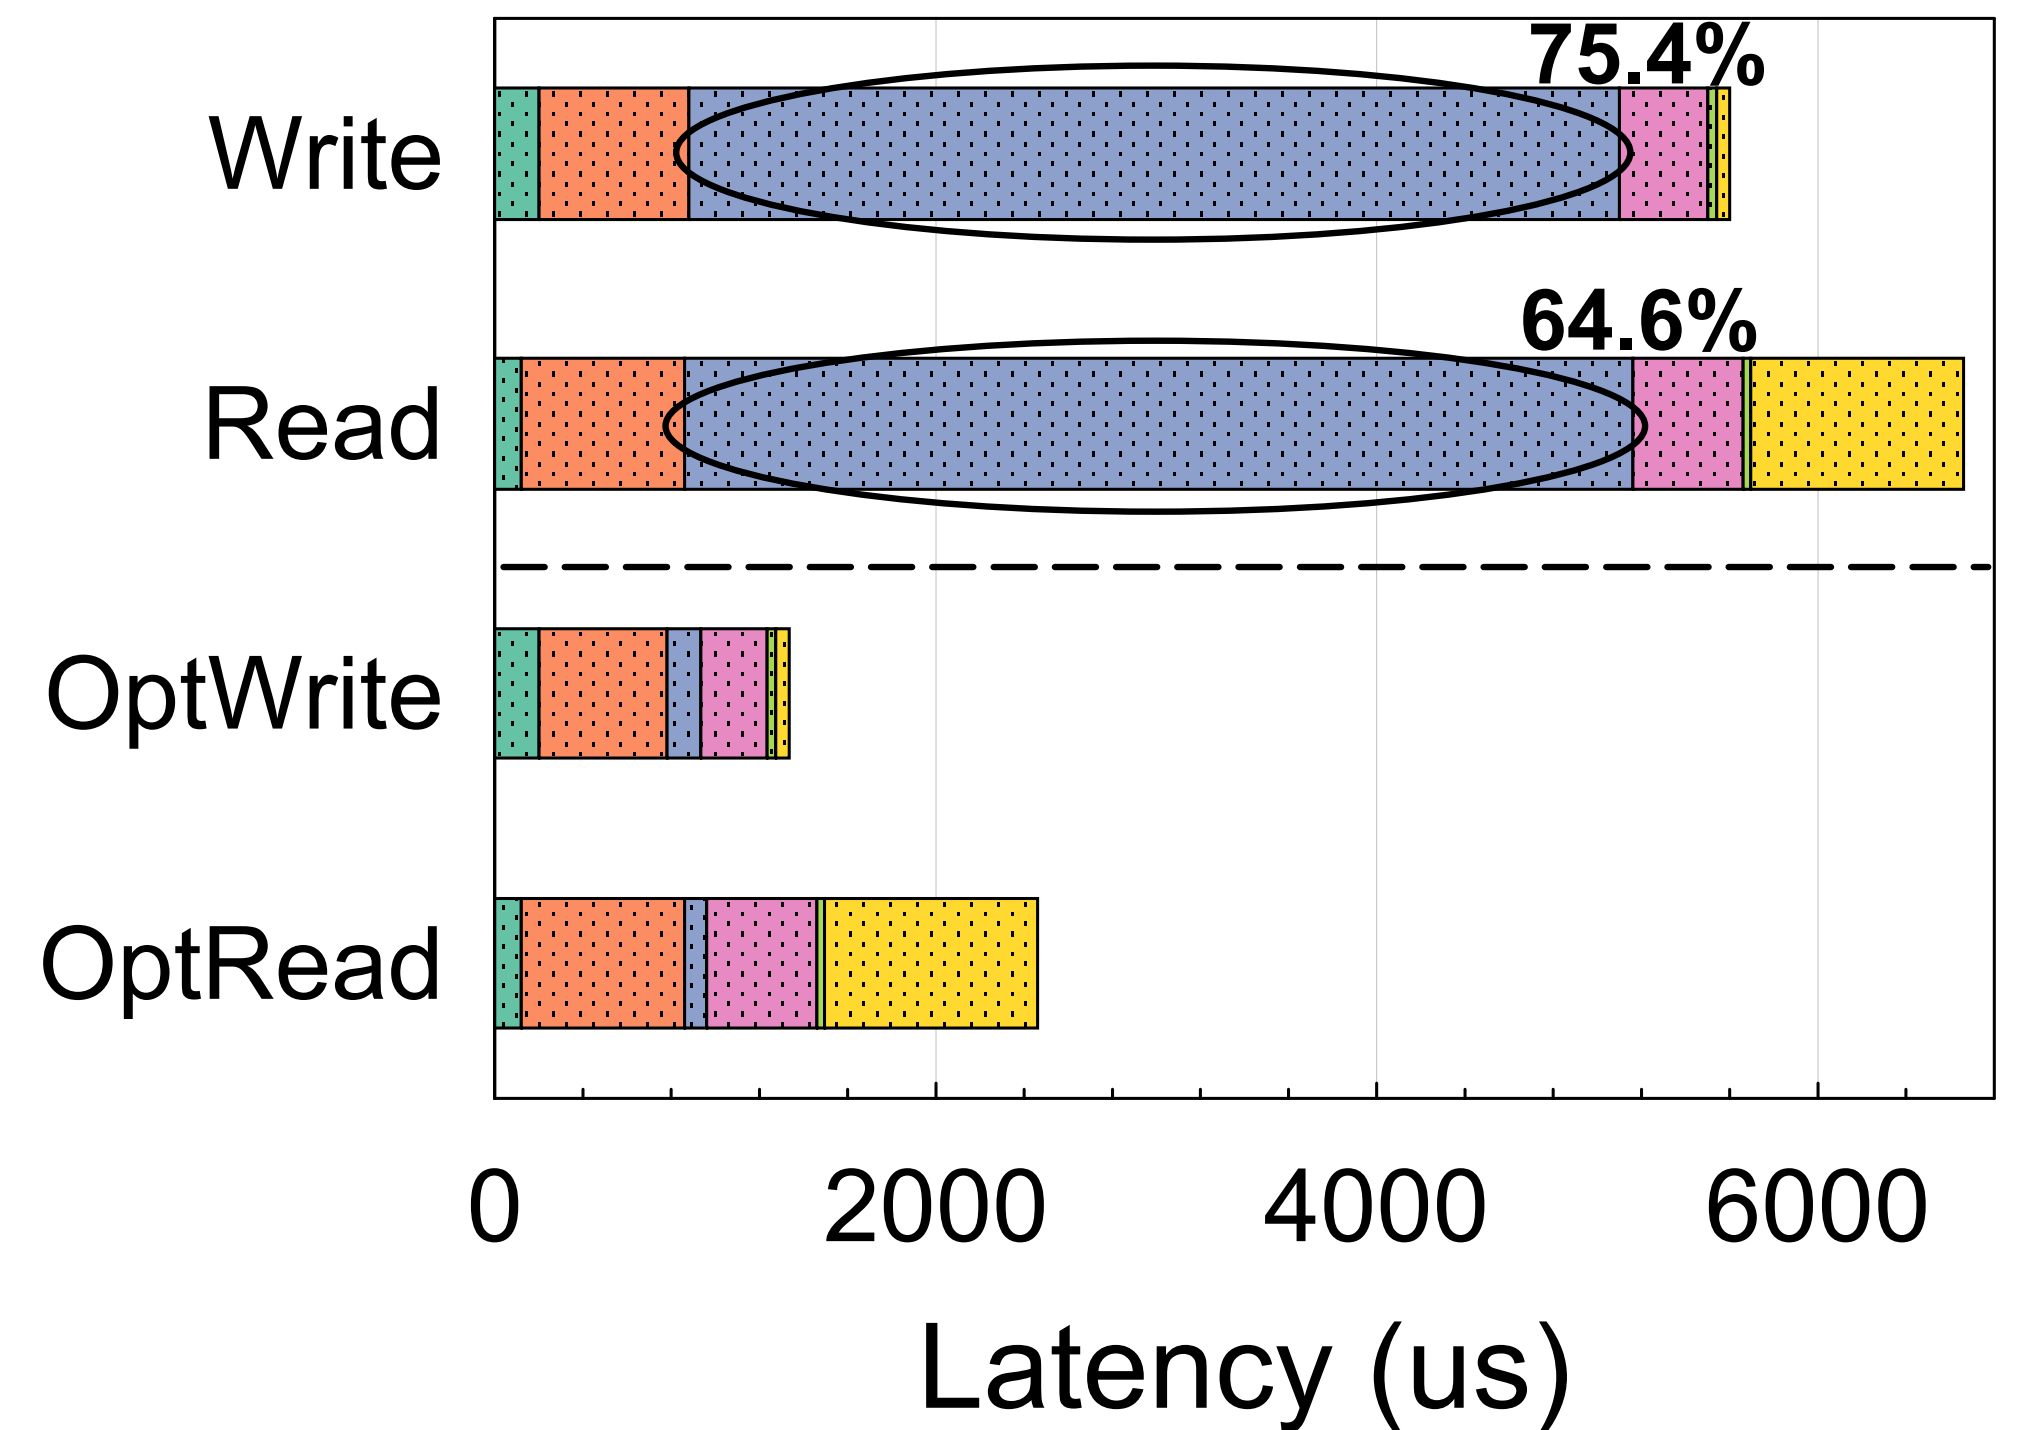 75.4%
Write
64.6%
Read
OptWrite
OptRead
0 2000 4000 6000
Latency (us)